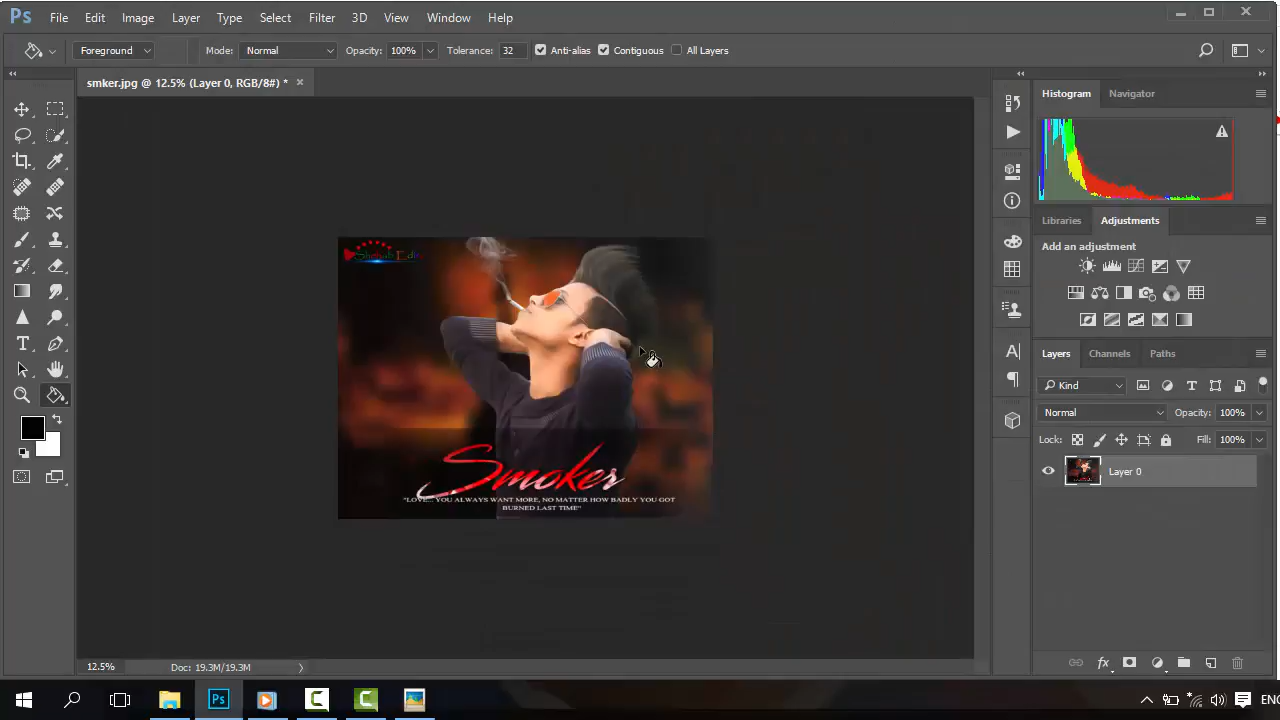 Ps File Edit Image Layer Type Select Filter 3D View Window Help
Foreground Mode: Normal Opacity: 100% Tolerance: 32 Anti-alias Contiguous All Layers
smker.jpg @ 12.5% (Layer 0, RGB/8#) * ×
Histogram Navigator
Libraries Adjustments
Add an adjustment
Layers Channels Paths
Kind
Normal Opacity: 100%
Lock: Fill: 100%
Layer 0
Smoker
"LOVE... YOU ALWAYS WANT MORE, NO MATTER HOW BADLY YOU GOT
BURNED LAST TIME"
12.5% Doc: 19.3M/19.3M
Ps ENG